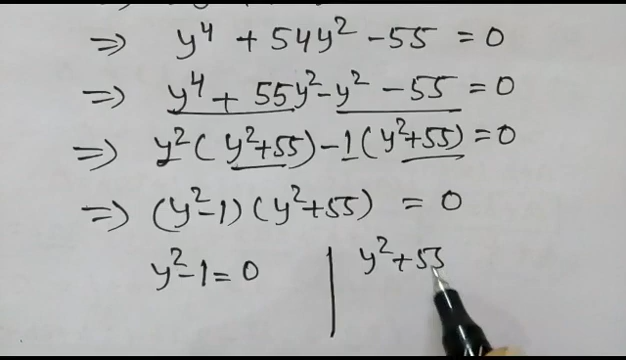 ⇒ y⁴ + 54y² - 55 = 0
⇒ y⁴ + 55y² - y² - 55 = 0
⇒ y²(y²+55) - 1(y²+55) = 0
⇒ (y²-1)(y²+55) = 0
y²-1 = 0 | y²+55